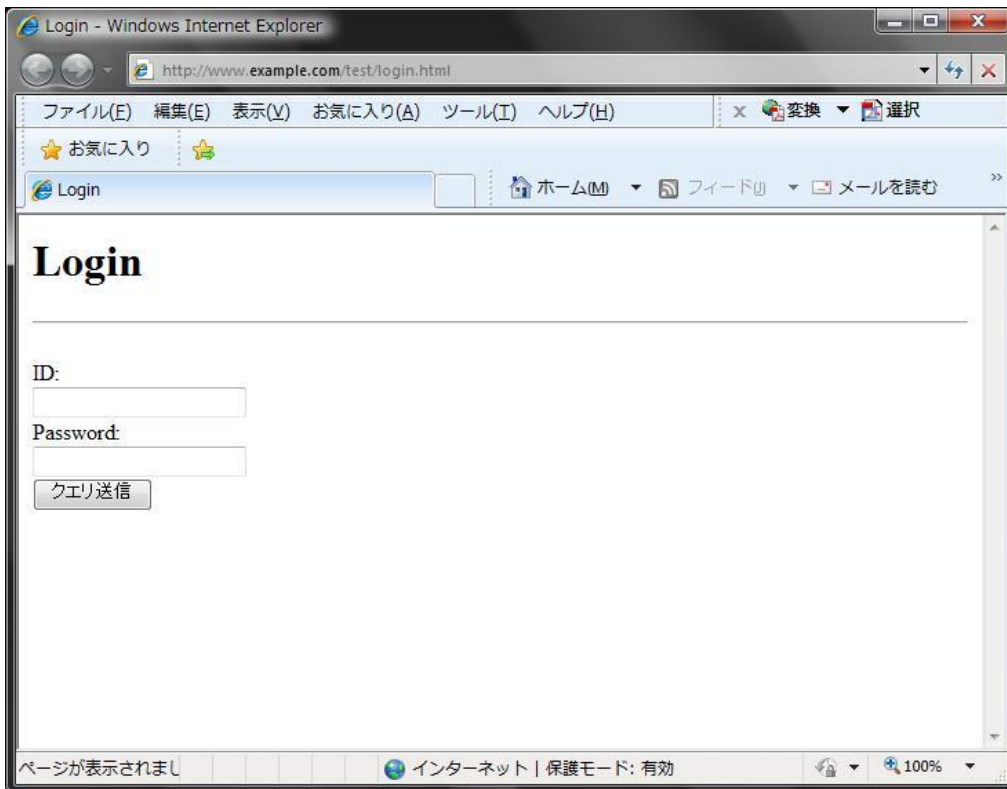 Login - Windows Internet Explorer
http://www.example.com/test/login.html
ファイル(F) 編集(E) 表示(V) お気に入り(A) ツール(T) ヘルプ(H) x 変換 選択
お気に入り
Login ホーム(M) フィード(J) メールを読む »
Login
ID:
Password:
クエリ送信
ページが表示されまし インターネット | 保護モード: 有効 100%